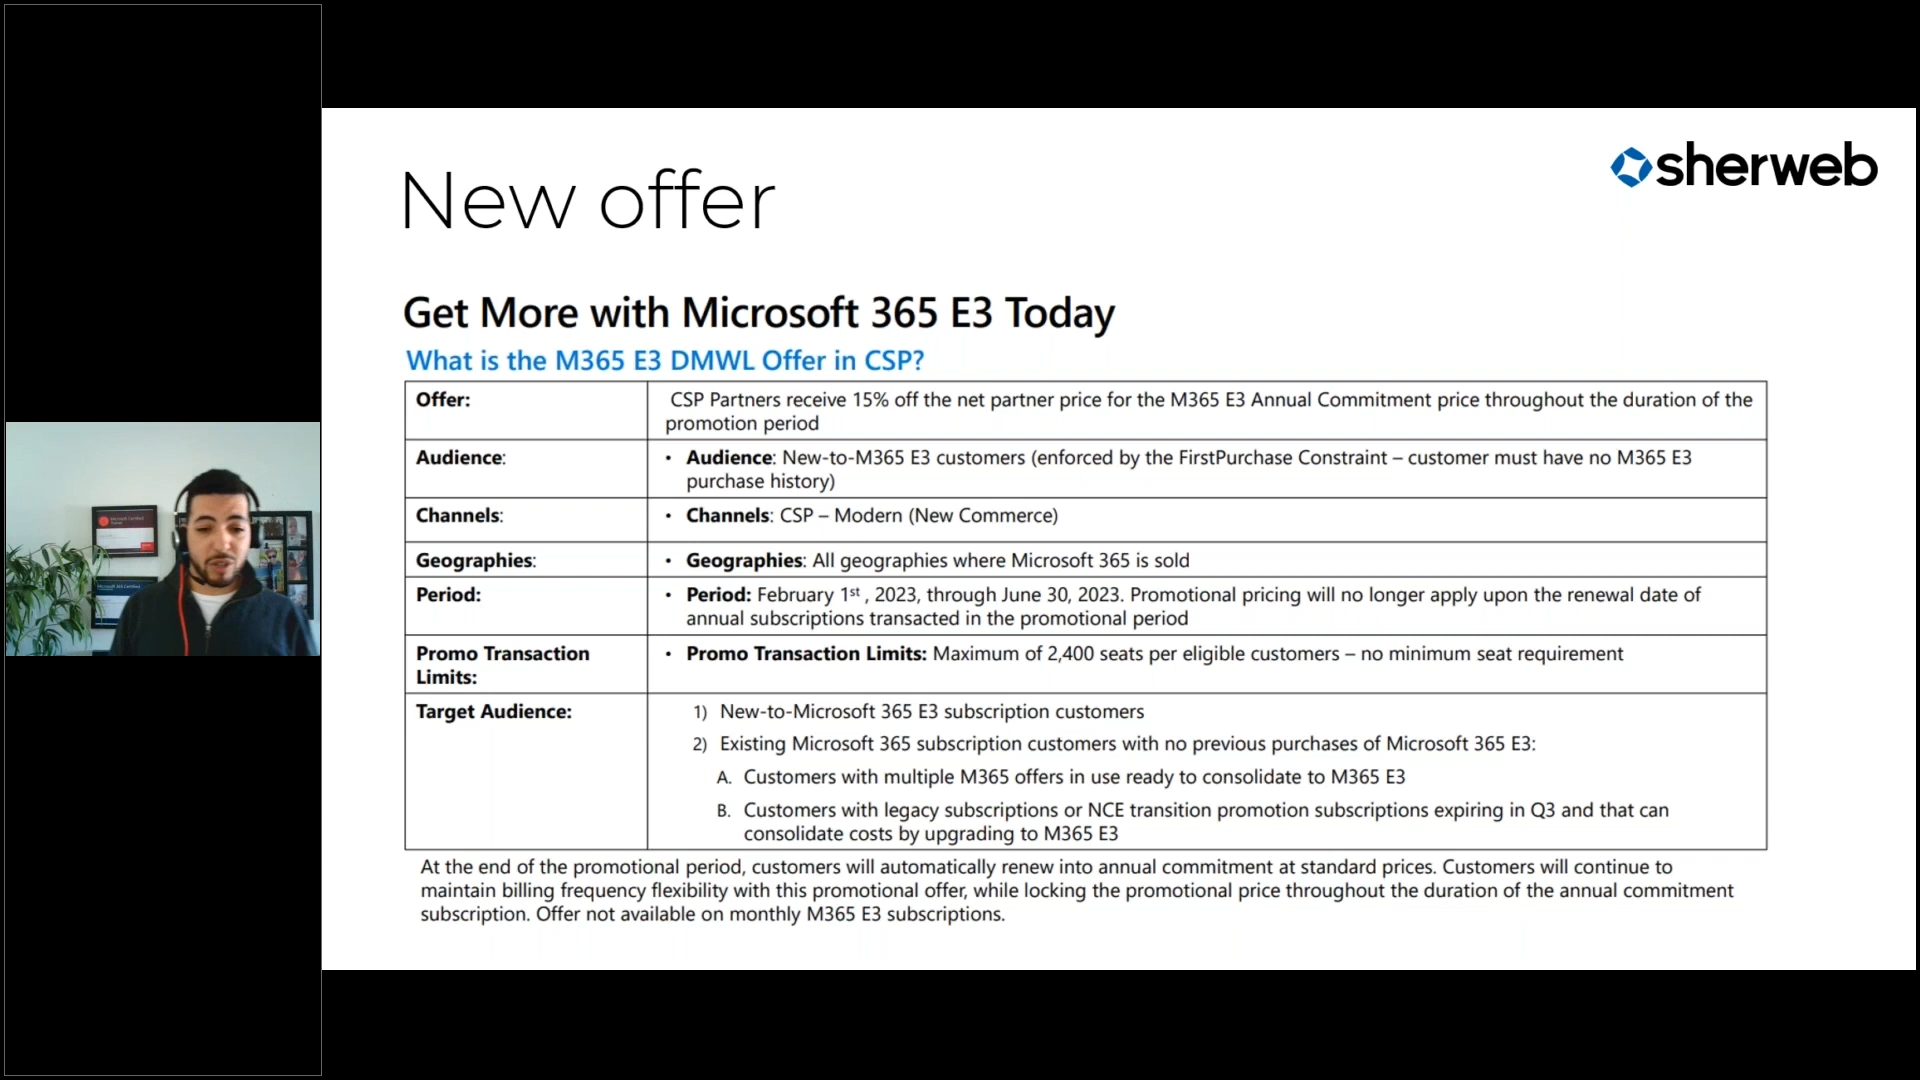 sherweb
New offer
Get More with Microsoft 365 E3 Today
What is the M365 E3 DMWL Offer in CSP?
Offer:
CSP Partners receive 15% off the net partner price for the M365 E3 Annual Commitment price throughout the duration of the
promotion period
Audience:
• Audience: New-to-M365 E3 customers (enforced by the FirstPurchase Constraint – customer must have no M365 E3
purchase history)
Channels:
• Channels: CSP – Modern (New Commerce)
Geographies:
• Geographies: All geographies where Microsoft 365 is sold
Period:
• Period: February 1st , 2023, through June 30, 2023. Promotional pricing will no longer apply upon the renewal date of
annual subscriptions transacted in the promotional period
Promo Transaction
Limits:
• Promo Transaction Limits: Maximum of 2,400 seats per eligible customers – no minimum seat requirement
Target Audience:
1) New-to-Microsoft 365 E3 subscription customers
2) Existing Microsoft 365 subscription customers with no previous purchases of Microsoft 365 E3:
A. Customers with multiple M365 offers in use ready to consolidate to M365 E3
B. Customers with legacy subscriptions or NCE transition promotion subscriptions expiring in Q3 and that can
consolidate costs by upgrading to M365 E3
At the end of the promotional period, customers will automatically renew into annual commitment at standard prices. Customers will continue to
maintain billing frequency flexibility with this promotional offer, while locking the promotional price throughout the duration of the annual commitment
subscription. Offer not available on monthly M365 E3 subscriptions.